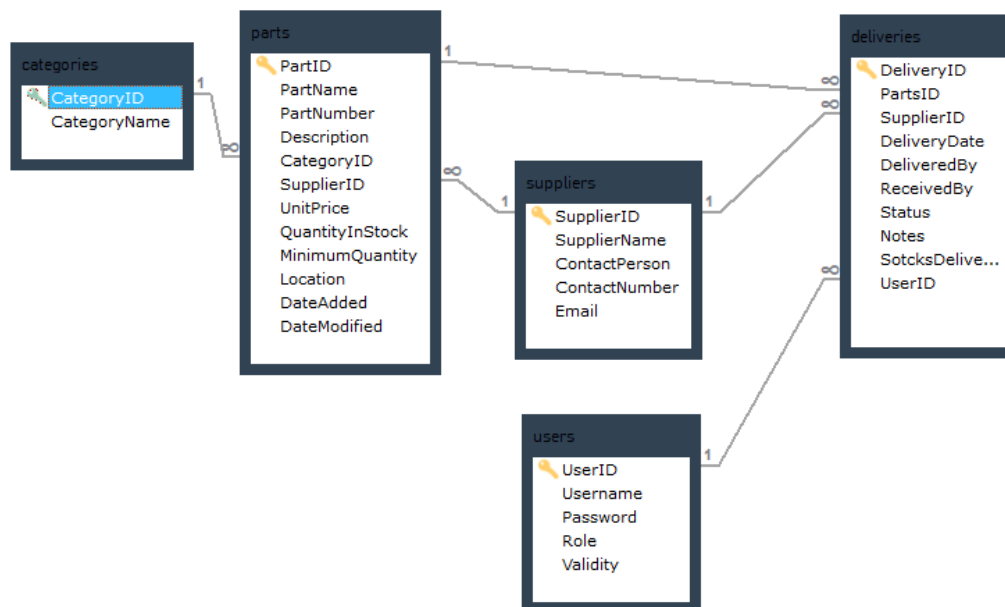 categories
CategoryID
CategoryName
1
∞
parts
PartID
PartName
PartNumber
Description
CategoryID
SupplierID
UnitPrice
QuantityInStock
MinimumQuantity
Location
DateAdded
DateModified
1
∞
∞
1
suppliers
SupplierID
SupplierName
ContactPerson
ContactNumber
Email
1
∞
deliveries
DeliveryID
PartsID
SupplierID
DeliveryDate
DeliveredBy
ReceivedBy
Status
Notes
SotcksDelive...
UserID
∞
1
users
UserID
Username
Password
Role
Validity